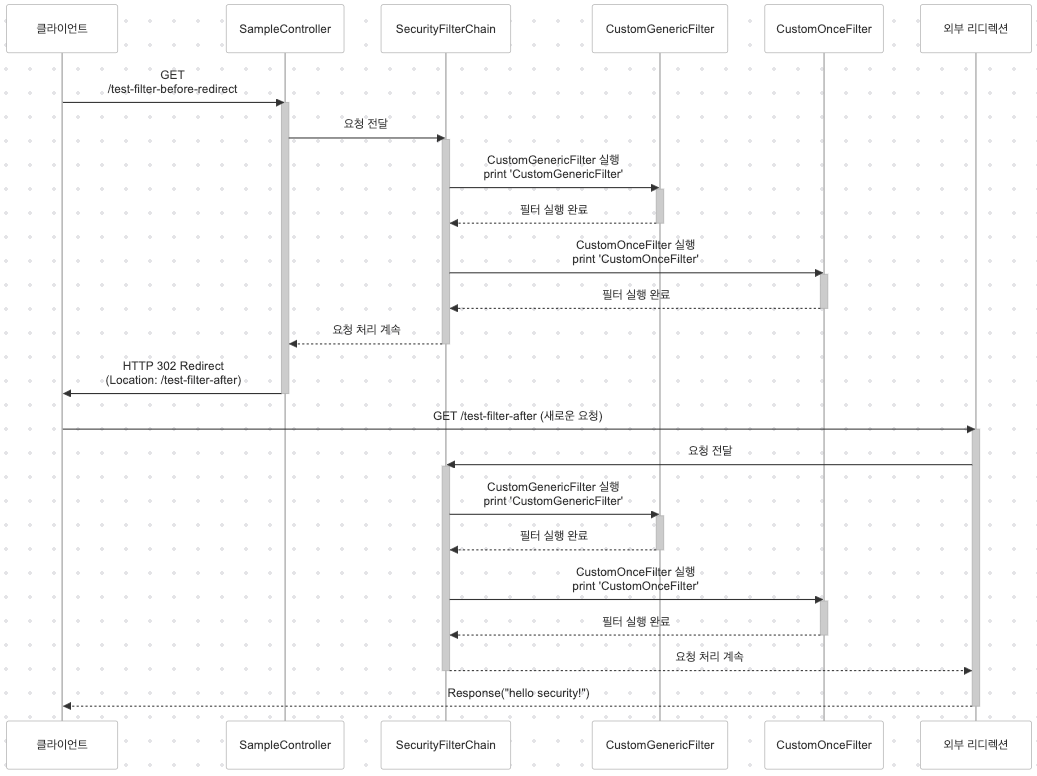 클라이언트
SampleController
SecurityFilterChain
CustomGenericFilter
CustomOnceFilter
외부 리디렉션
GET
/test-filter-before-redirect
요청 전달
CustomGenericFilter 실행
print 'CustomGenericFilter'
필터 실행 완료
CustomOnceFilter 실행
print 'CustomOnceFilter'
필터 실행 완료
요청 처리 계속
HTTP 302 Redirect
(Location: /test-filter-after)
GET /test-filter-after (새로운 요청)
요청 전달
CustomGenericFilter 실행
print 'CustomGenericFilter'
필터 실행 완료
CustomOnceFilter 실행
print 'CustomOnceFilter'
필터 실행 완료
요청 처리 계속
Response("hello security!")
클라이언트
SampleController
SecurityFilterChain
CustomGenericFilter
CustomOnceFilter
외부 리디렉션